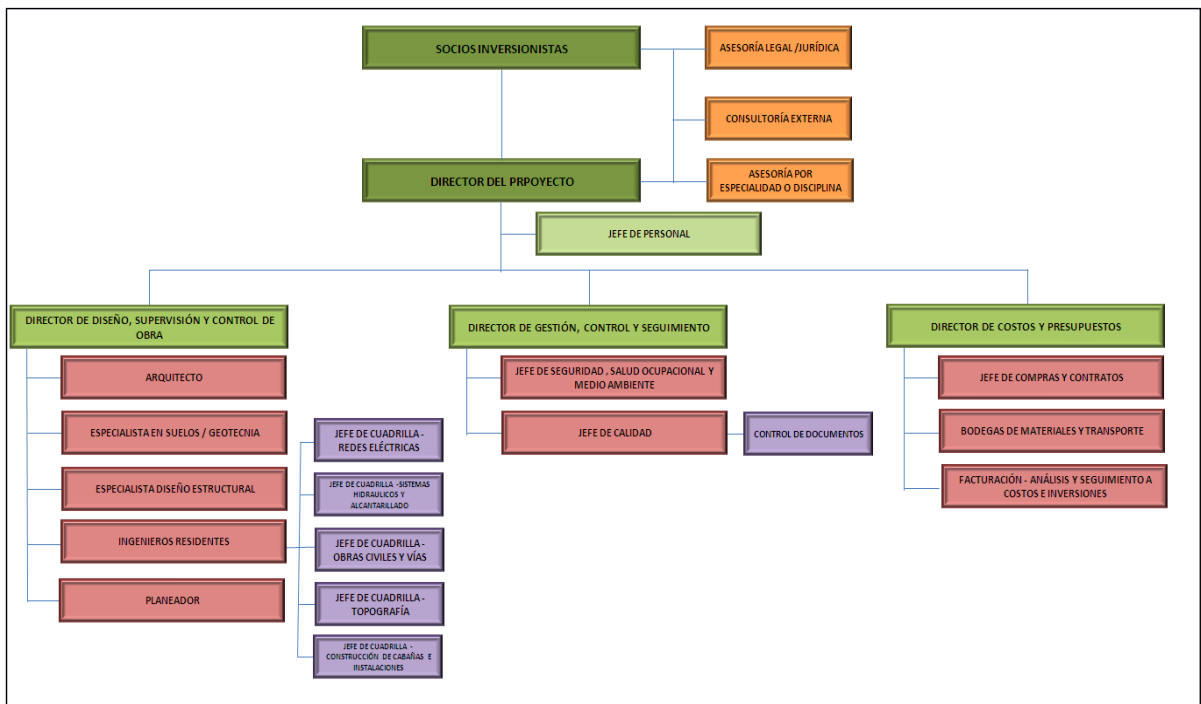 SOCIOS INVERSIONISTAS
ASESORÍA LEGAL /JURÍDICA
CONSULTORÍA EXTERNA
DIRECTOR DEL PRPOYECTO
ASESORÍA POR
ESPECIALIDAD O DISCIPLINA
JEFE DE PERSONAL
DIRECTOR DE DISEÑO, SUPERVISIÓN Y CONTROL DE
OBRA
ARQUITECTO
ESPECIALISTA EN SUELOS / GEOTECNIA
ESPECIALISTA DISEÑO ESTRUCTURAL
INGENIEROS RESIDENTES
PLANEADOR
JEFE DE CUADRILLA -
REDES ELÉCTRICAS
JEFE DE CUADRILLA -SISTEMAS
HIDRAULICOS Y
ALCANTARILLADO
JEFE DE CUADRILLA -
OBRAS CIVILES Y VÍAS
JEFE DE CUADRILLA -
TOPOGRAFÍA
JEFE DE CUADRILLA -
CONSTRUCCIÓN DE CABAÑAS E
INSTALACIONES
DIRECTOR DE GESTIÓN, CONTROL Y SEGUIMIENTO
JEFE DE SEGURIDAD , SALUD OCUPACIONAL Y
MEDIO AMBIENTE
JEFE DE CALIDAD
CONTROL DE DOCUMENTOS
DIRECTOR DE COSTOS Y PRESUPUESTOS
JEFE DE COMPRAS Y CONTRATOS
BODEGAS DE MATERIALES Y TRANSPORTE
FACTURACIÓN - ANÁLISIS Y SEGUIMIENTO A
COSTOS E INVERSIONES